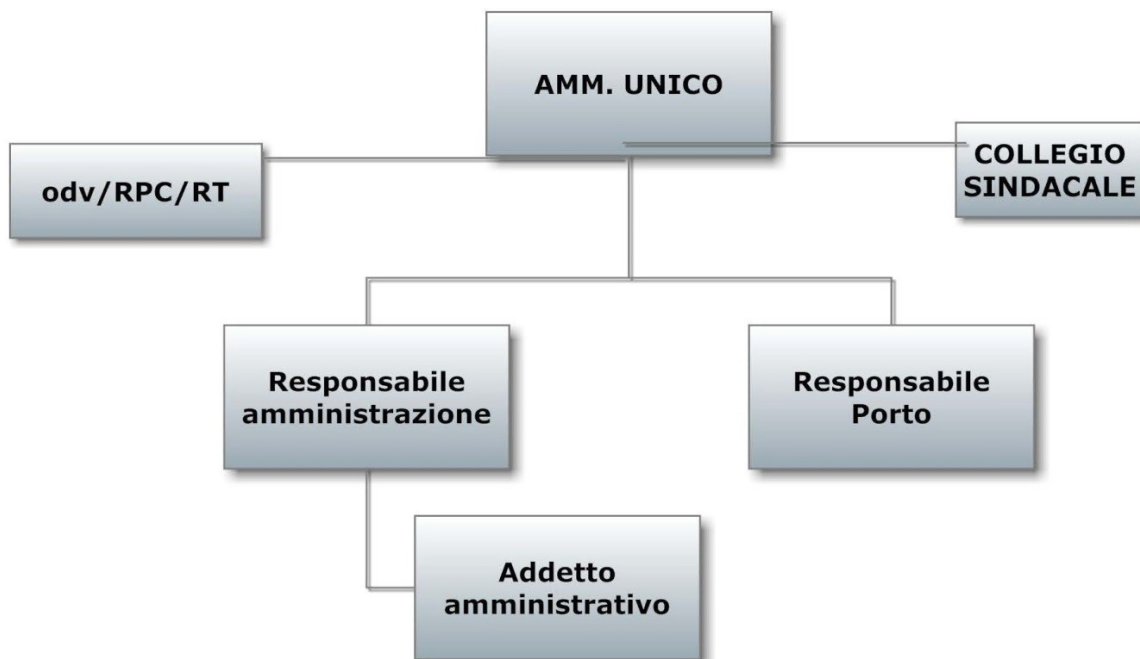 AMM. UNICO
odv/RPC/RT
COLLEGIO
SINDACALE
Responsabile
amministrazione
Responsabile
Porto
Addetto
amministrativo